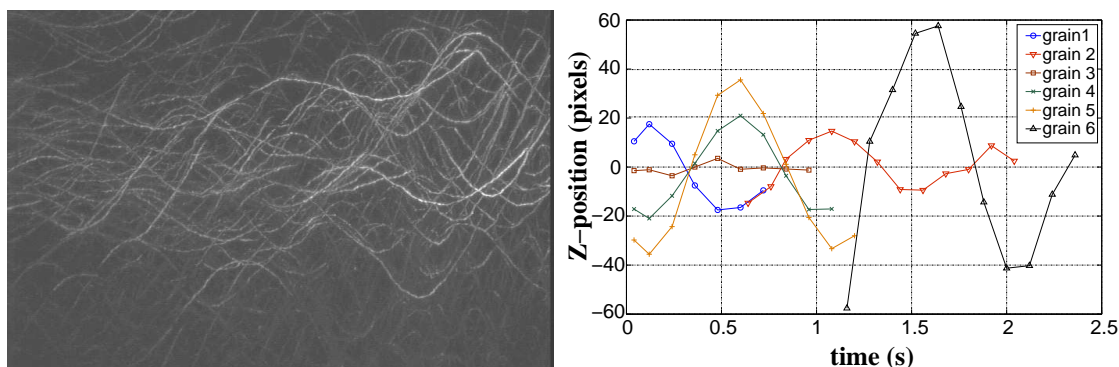 60
40
20
0
−20
−40
−60
0
0.5
1
1.5
2
2.5
Z−position (pixels)
time (s)
grain1
grain 2
grain 3
grain 4
grain 5
grain 6